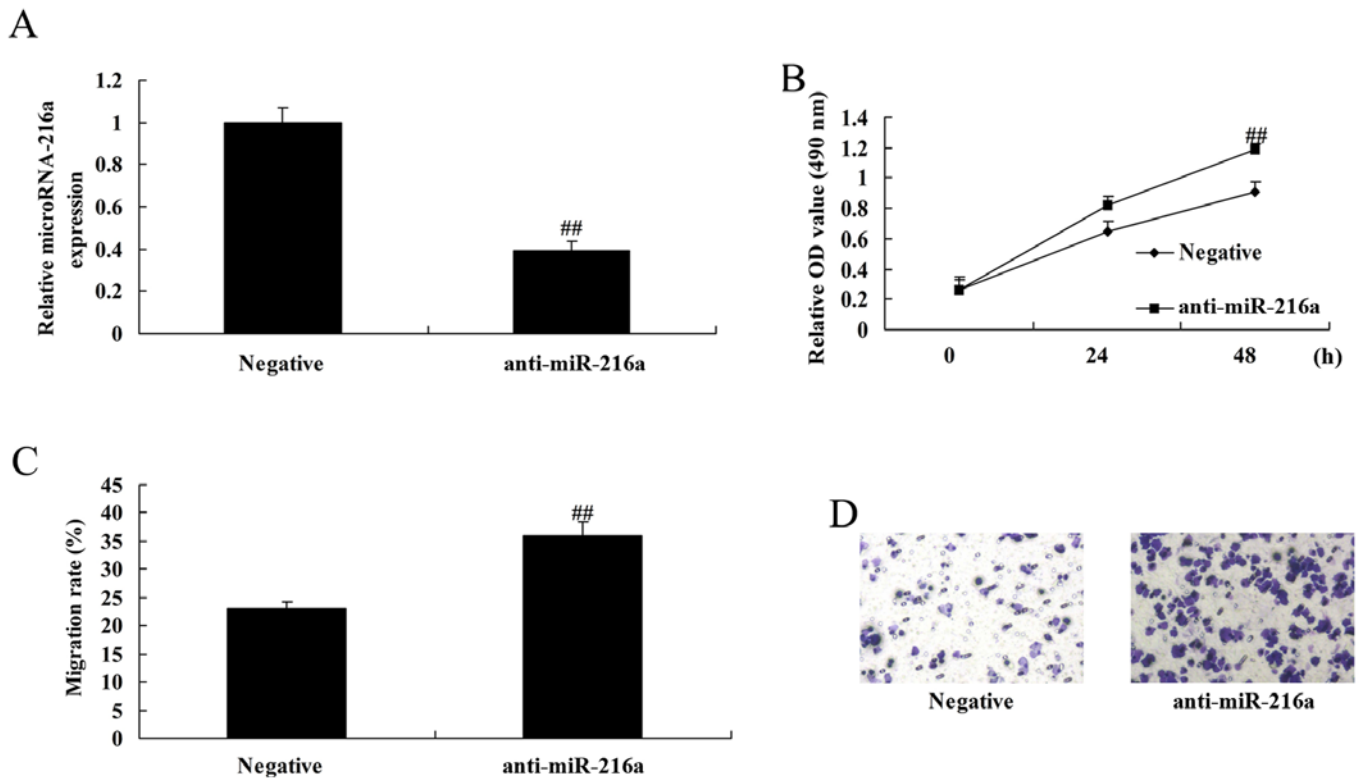 A
Relative microRNA-216a
expression
1.2
1
0.8
0.6
0.4
0.2
0
##
Negative
anti-miR-216a
B
Relative OD value (490 nm)
1.4
1.2
1
0.8
0.6
0.4
0.2
0
##
Negative
anti-miR-216a
0
24
48
(h)
C
Migration rate (%)
45
40
35
30
25
20
15
10
5
0
##
Negative
anti-miR-216a
D
Negative
anti-miR-216a